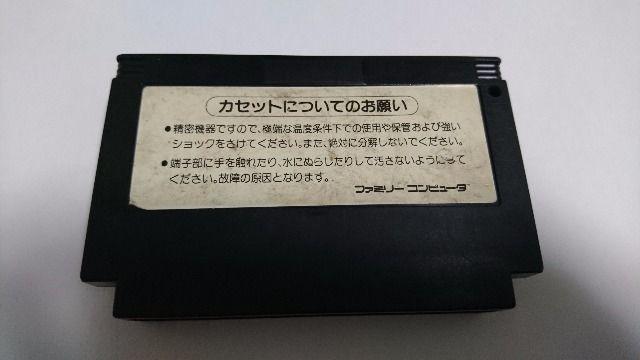 カセットについてのお願い
●精密機器ですので、極端な温度条件下での使用や保管および強い
ショックをさけてください。また、絶対に分解しないでください。
●端子部に手を触れたり、水にぬらしたりして汚さないようにして
ください。故障の原因となります。
ファミリーコンピュータ